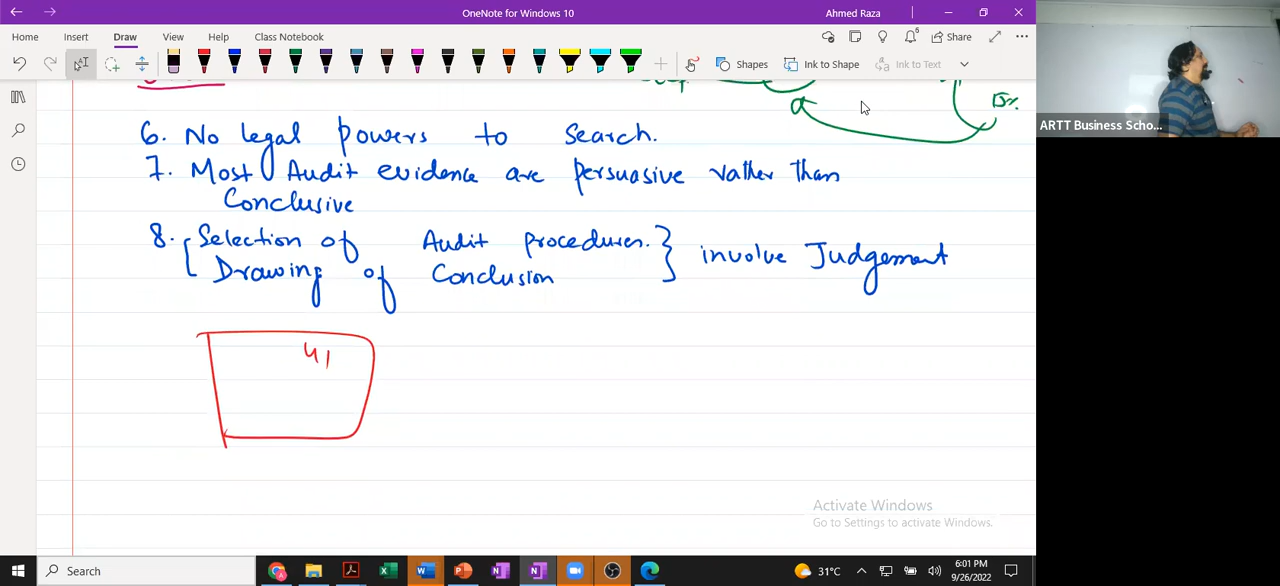 OneNote for Windows 10
Ahmed Raza
Home Insert Draw View Help Class Notebook
5 Share
Shapes Ink to Shape Ink to Text
15%
ARTT Business Scho...
6. No legal powers to search.
7. Most Audit evidence are persuasive rather than
Conclusive
8. Selection of Audit procedures. involve Judgement
Drawing of Conclusion
Activate Windows
Go to Settings to activate Windows.
Search
31°C
6:01 PM
9/26/2022